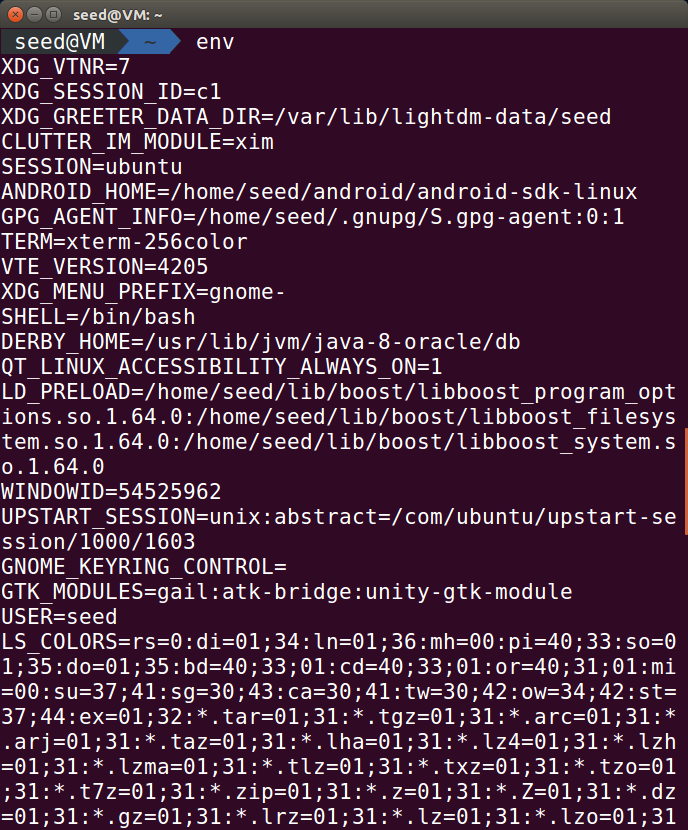 seed@VM: ~
seed@VM ~ env
XDG_VTNR=7
XDG_SESSION_ID=c1
XDG_GREETER_DATA_DIR=/var/lib/lightdm-data/seed
CLUTTER_IM_MODULE=xim
SESSION=ubuntu
ANDROID_HOME=/home/seed/android/android-sdk-linux
GPG_AGENT_INFO=/home/seed/.gnupg/S.gpg-agent:0:1
TERM=xterm-256color
VTE_VERSION=4205
XDG_MENU_PREFIX=gnome-
SHELL=/bin/bash
DERBY_HOME=/usr/lib/jvm/java-8-oracle/db
QT_LINUX_ACCESSIBILITY_ALWAYS_ON=1
LD_PRELOAD=/home/seed/lib/boost/libboost_program_opt
ions.so.1.64.0:/home/seed/lib/boost/libboost_filesys
tem.so.1.64.0:/home/seed/lib/boost/libboost_system.s
o.1.64.0
WINDOWID=54525962
UPSTART_SESSION=unix:abstract=/com/ubuntu/upstart-se
ssion/1000/1603
GNOME_KEYRING_CONTROL=
GTK_MODULES=gail:atk-bridge:unity-gtk-module
USER=seed
LS_COLORS=rs=0:di=01;34:ln=01;36:mh=00:pi=40;33:so=0
1;35:do=01;35:bd=40;33;01:cd=40;33;01:or=40;31;01:mi
=00:su=37;41:sg=30;43:ca=30;41:tw=30;42:ow=34;42:st=
37;44:ex=01;32:*.tar=01;31:*.tgz=01;31:*.arc=01;31:*
.arj=01;31:*.taz=01;31:*.lha=01;31:*.lz4=01;31:*.lzh
=01;31:*.lzma=01;31:*.tlz=01;31:*.txz=01;31:*.tzo=01
;31:*.t7z=01;31:*.zip=01;31:*.z=01;31:*.Z=01;31:*.dz
=01;31:*.gz=01;31:*.lrz=01;31:*.lz=01;31:*.lzo=01;31